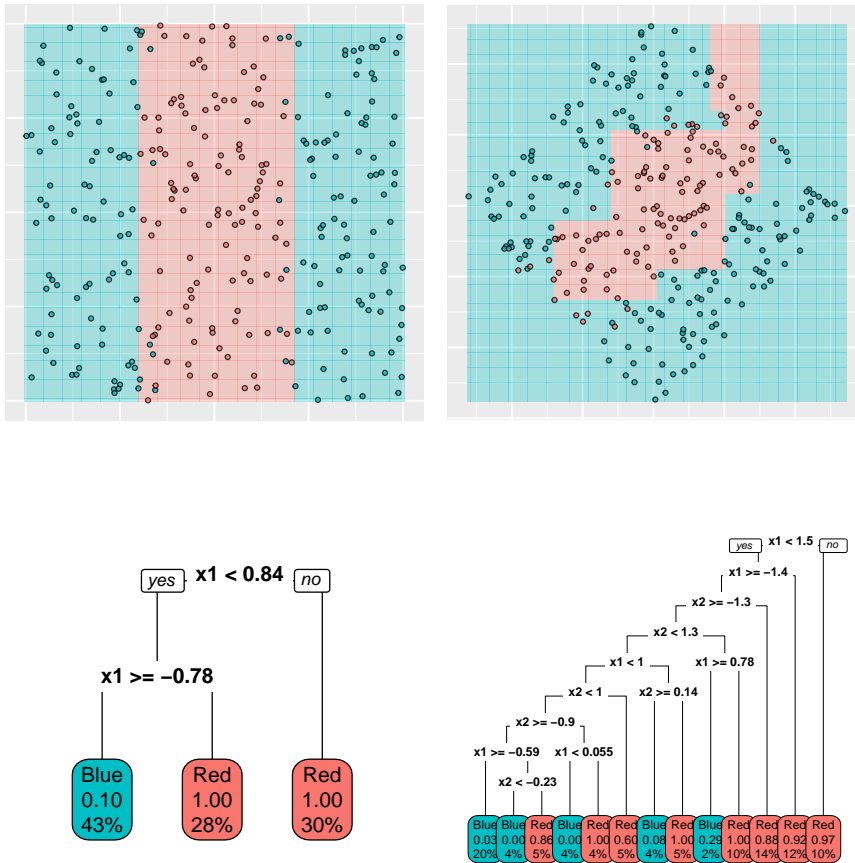 yes x1 < 0.84 no
x1 >= −0.78
Blue Red Red
0.10 1.00 1.00
43% 28% 30%
yes x1 < 1.5 no
x1 >= −1.4
x2 >= −1.3
x2 < 1.3
x1 < 1 x1 >= 0.78
x2 < 1 x2 >= 0.14
x2 >= −0.9
x1 >= −0.59 x1 < 0.055
x2 < −0.23
Blue Blue Red Blue Red Red Blue Red Blue Red Red Red Red
0.03 0.00 0.86 0.00 1.00 0.60 0.08 1.00 0.29 1.00 0.88 0.92 0.97
20% 4% 5% 4% 4% 5% 4% 5% 2% 10% 14% 12% 10%